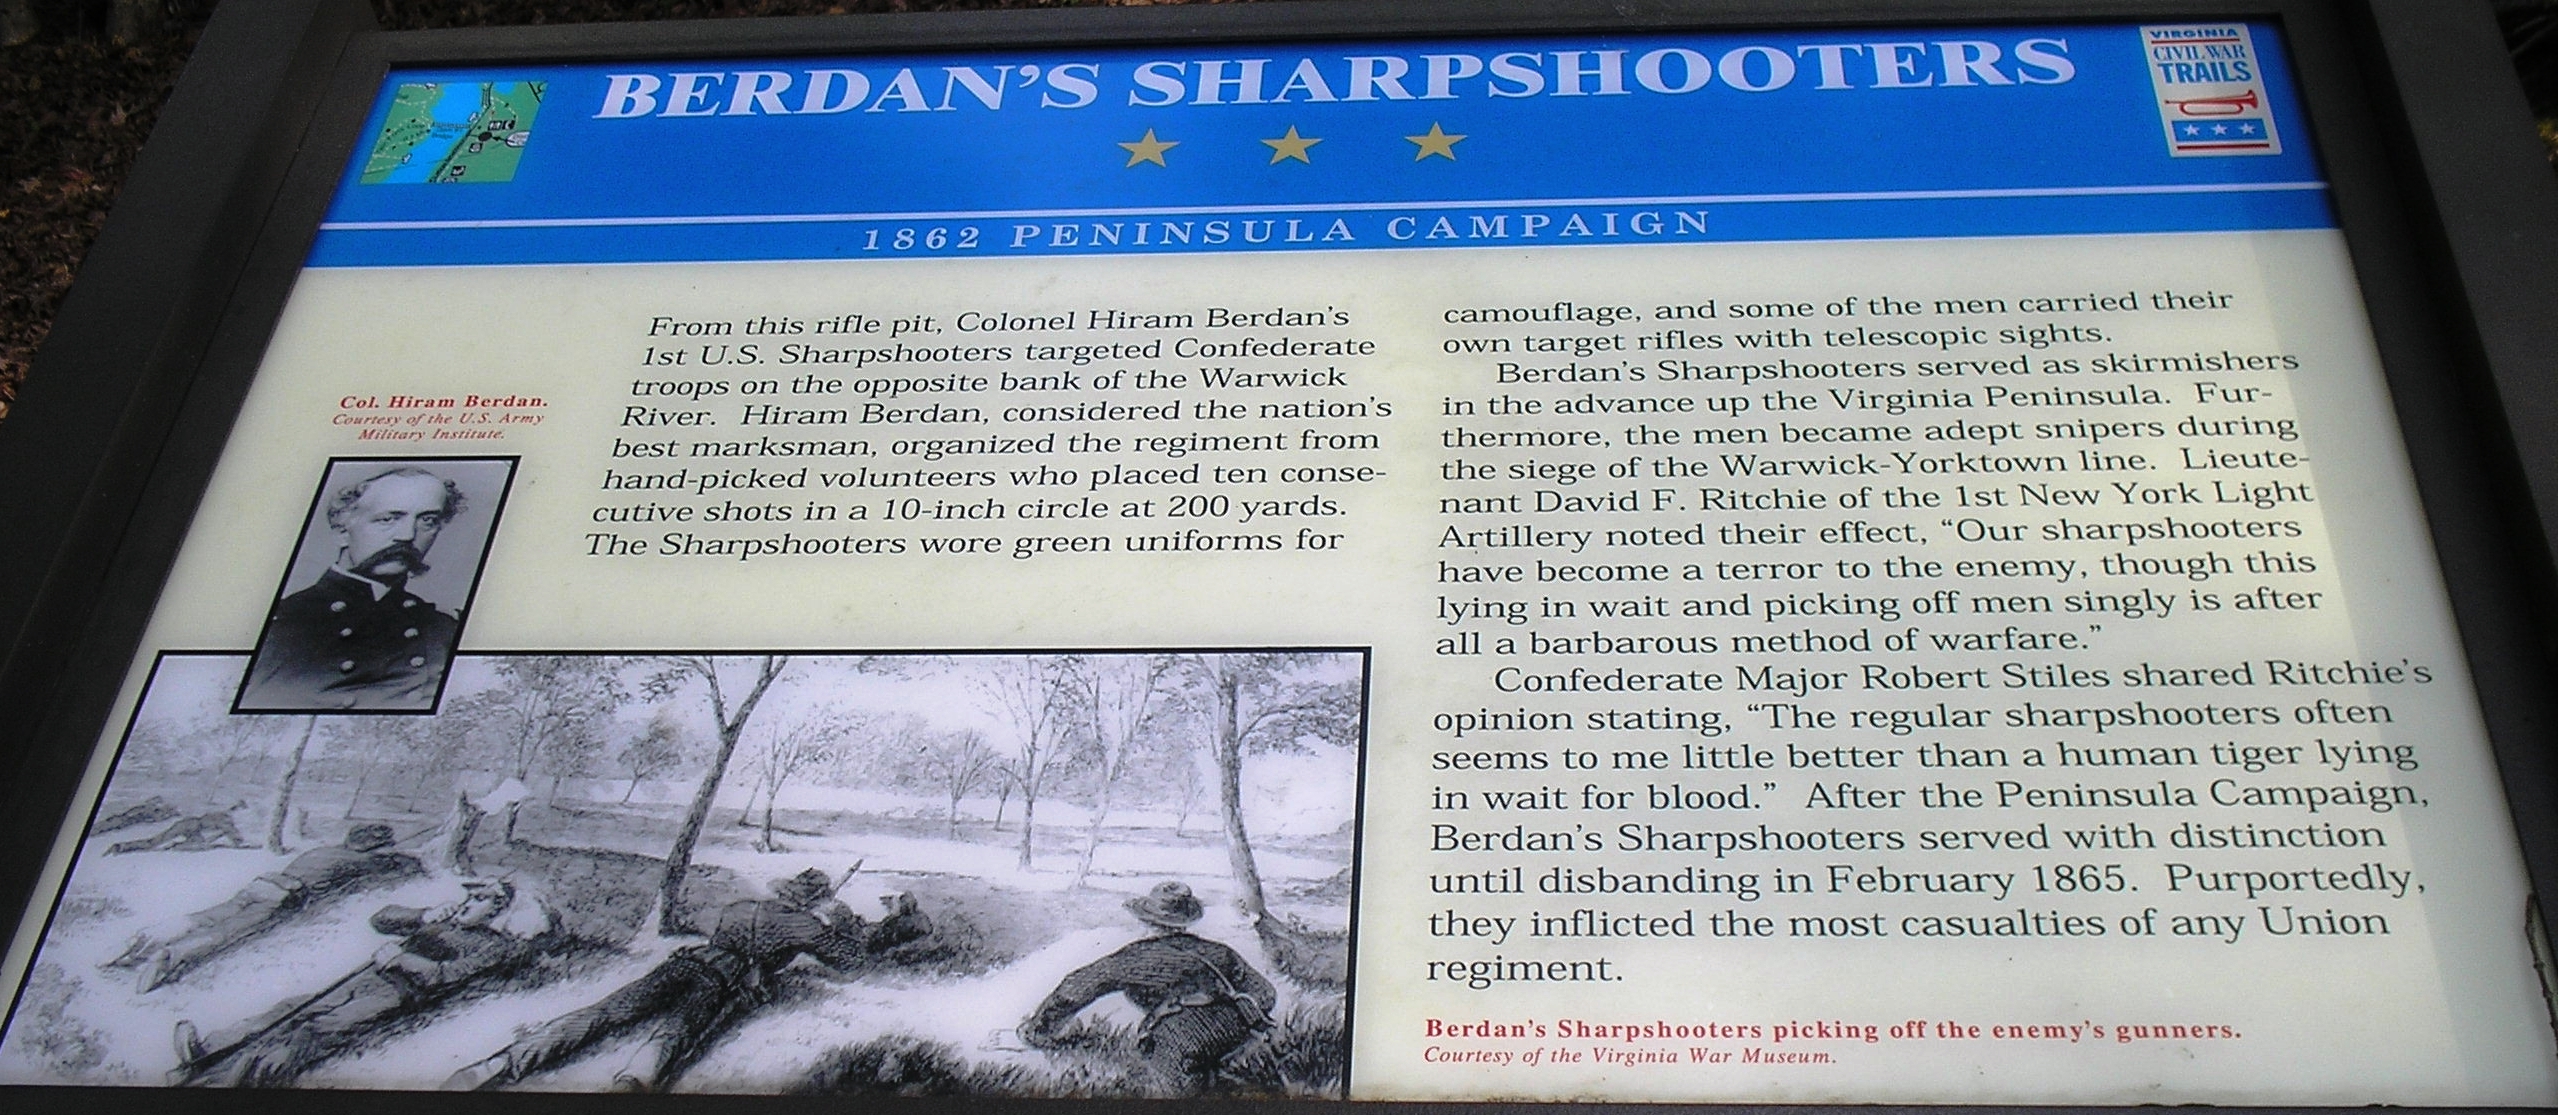 BERDAN'S SHARPSHOOTERS
VIRGINIA
CIVIL WAR
TRAILS
1862 PENINSULA CAMPAIGN
Col. Hiram Berdan.
Courtesy of the U.S. Army
Military Institute.
From this rifle pit, Colonel Hiram Berdan's
1st U.S. Sharpshooters targeted Confederate
troops on the opposite bank of the Warwick
River. Hiram Berdan, considered the nation's
best marksman, organized the regiment from
hand-picked volunteers who placed ten conse-
cutive shots in a 10-inch circle at 200 yards.
The Sharpshooters wore green uniforms for
camouflage, and some of the men carried their
own target rifles with telescopic sights.
Berdan's Sharpshooters served as skirmishers
in the advance up the Virginia Peninsula. Fur-
thermore, the men became adept snipers during
the siege of the Warwick-Yorktown line. Lieute-
nant David F. Ritchie of the 1st New York Light
Artillery noted their effect, “Our sharpshooters
have become a terror to the enemy, though this
lying in wait and picking off men singly is after
all a barbarous method of warfare.”
Confederate Major Robert Stiles shared Ritchie's
opinion stating, “The regular sharpshooters often
seems to me little better than a human tiger lying
in wait for blood.” After the Peninsula Campaign,
Berdan's Sharpshooters served with distinction
until disbanding in February 1865. Purportedly,
they inflicted the most casualties of any Union
regiment.
Berdan's Sharpshooters picking off the enemy's gunners.
Courtesy of the Virginia War Museum.